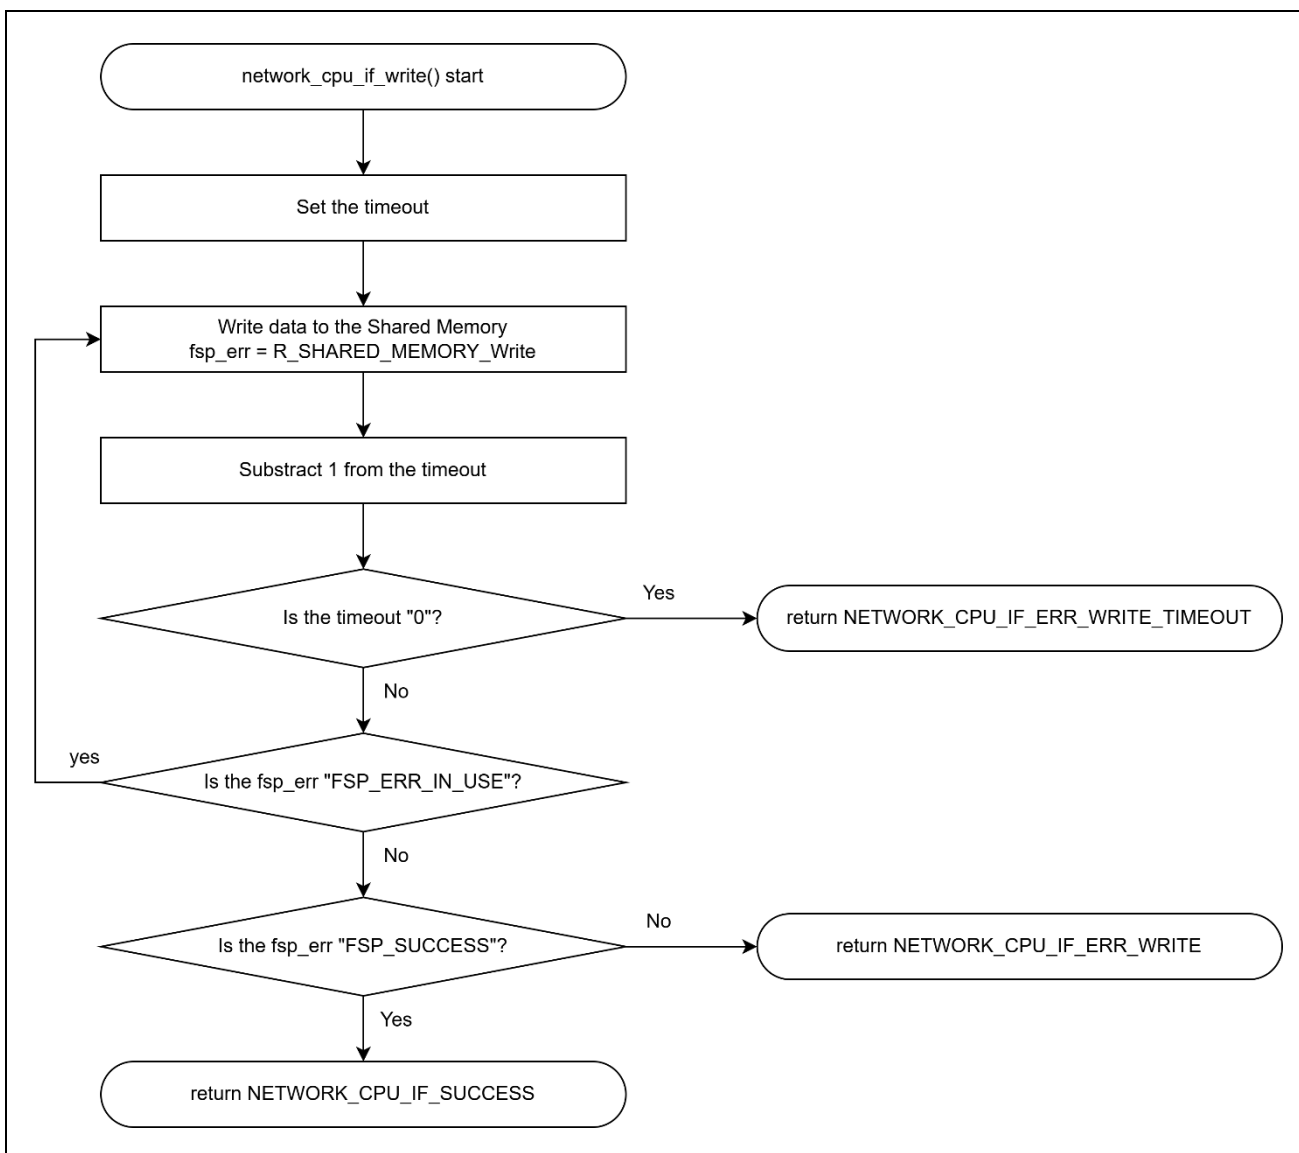 network_cpu_if_write() start
Set the timeout
Write data to the Shared Memory
fsp_err = R_SHARED_MEMORY_Write
Substract 1 from the timeout
Is the timeout "0"?
Yes
return NETWORK_CPU_IF_ERR_WRITE_TIMEOUT
No
yes
Is the fsp_err "FSP_ERR_IN_USE"?
No
Is the fsp_err "FSP_SUCCESS"?
No
return NETWORK_CPU_IF_ERR_WRITE
Yes
return NETWORK_CPU_IF_SUCCESS